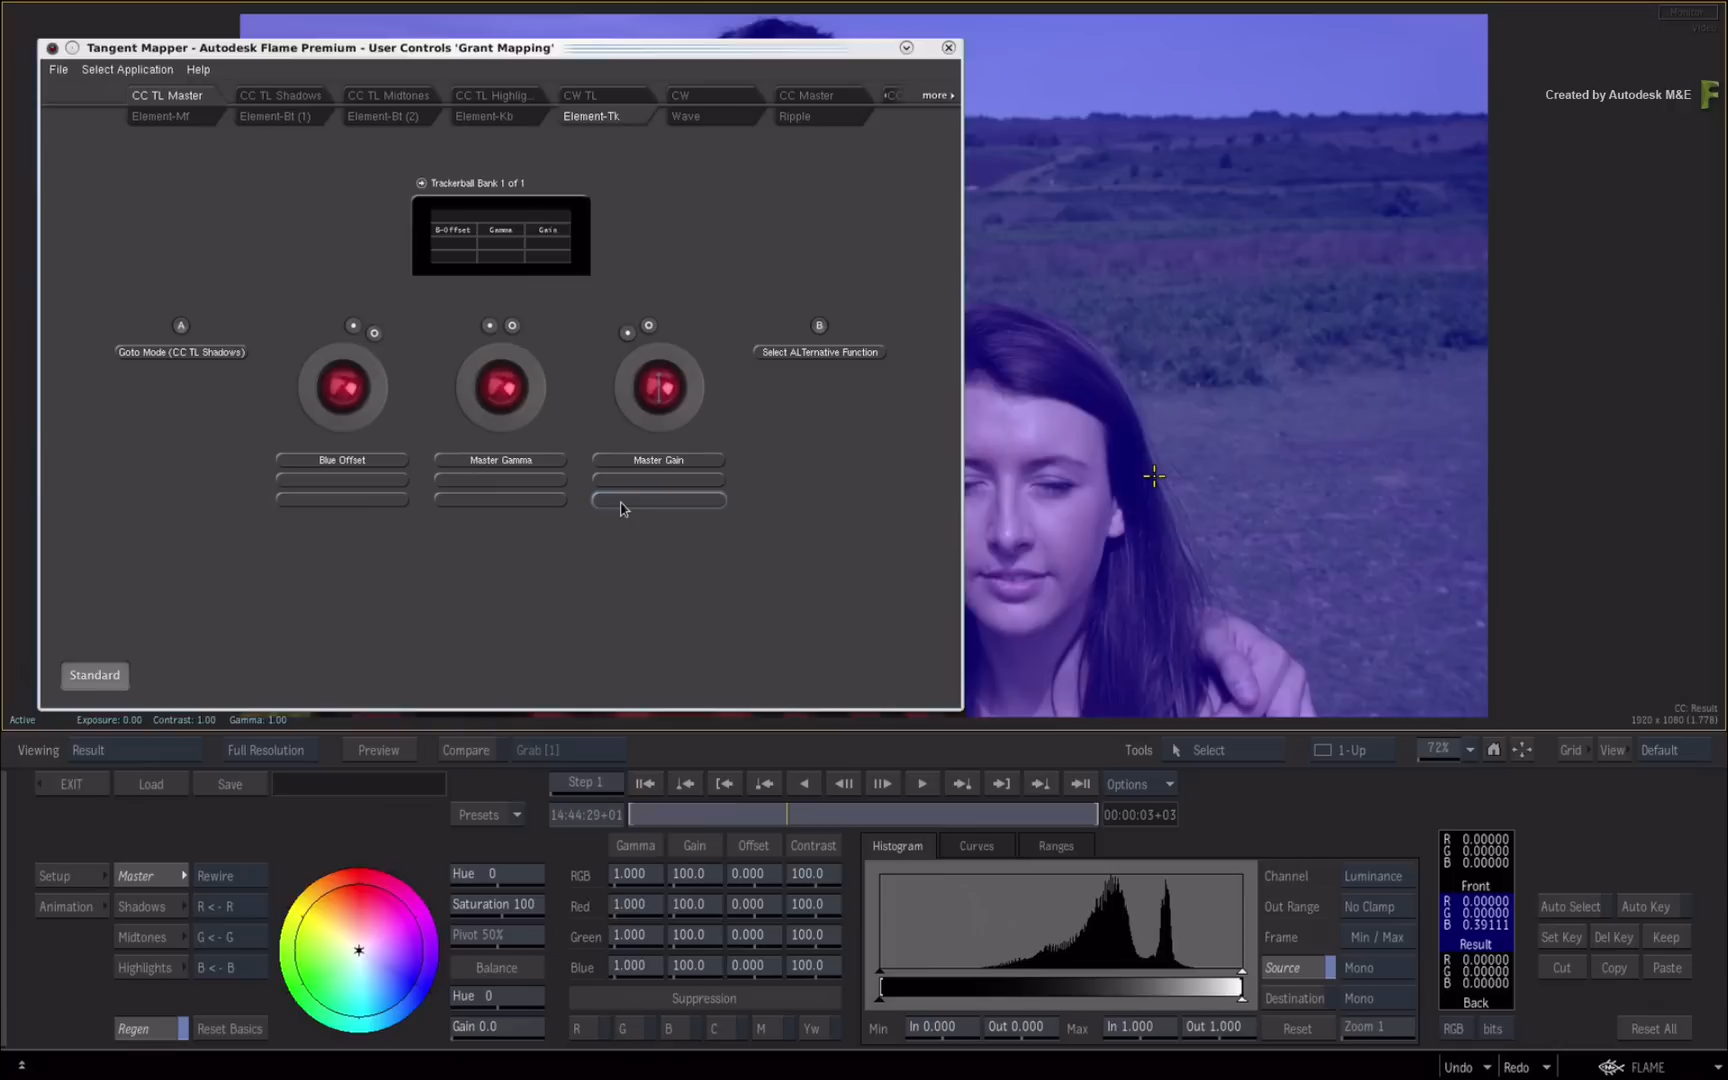 Monitor
Video
Tangent Mapper - Autodesk Flame Premium - User Controls 'Grant Mapping'
File Select Application Help
CC TL Master CC TL Shadows CC TL Midtones CC TL Highlig... CW TL CW CC Master CC more
Element-Mf Element-Bt (1) Element-Bt (2) Element-Kb Element-Tk Wave Ripple
Created by Autodesk M&E
Trackerball Bank 1 of 1
B-Offset Gamma Gain
A B
Goto Mode (CC TL Shadows) Select ALTernative Function
Blue Offset Master Gamma Master Gain
Standard
CC: Result
Active Exposure: 0.00 Contrast: 1.00 Gamma: 1.00 1920 x 1080 (1.778)
Viewing Result Full Resolution Preview Compare Grab [1] Tools Select 1-Up 72% Grid View Default
EXIT Load Save Step 1 Options
Presets 14:44:29+01 00:00:03+03
Gamma Gain Offset Contrast Histogram Curves Ranges
Setup Master Rewire Hue 0 RGB 1.000 100.0 0.000 100.0 Channel Luminance
Animation Shadows R <- R Saturation 100 Red 1.000 100.0 0.000 100.0 Out Range No Clamp
Midtones G <- G Pivot 50% Green 1.000 100.0 0.000 100.0 Frame Min / Max
Highlights B <- B Balance Blue 1.000 100.0 0.000 100.0 Source Mono
Hue 0 Suppression Destination Mono
Regen Reset Basics Gain 0.0 R G B C M Yw Min In 0.000 Out 0.000 Max In 1.000 Out 1.000 Reset Zoom 1
R 0.00000
G 0.00000
B 0.00000
Front
R 0.00000
G 0.00000
B 0.39111
Result
R 0.00000
G 0.00000
B 0.00000
Back
RGB bits
Auto Select Auto Key
Set Key Del Key Keep
Cut Copy Paste
Reset All
Undo Redo FLAME